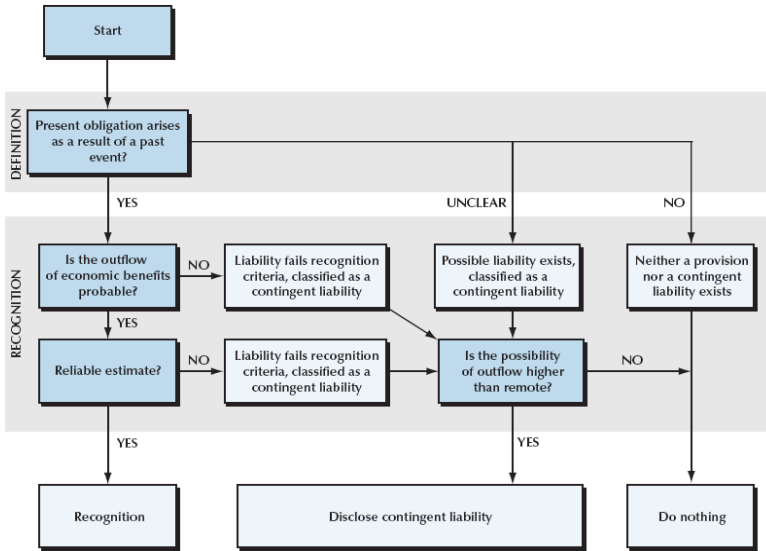 Start
DEFINITION
Present obligation arises
as a result of a past
event?
YES
UNCLEAR
NO
RECOGNITION
Is the outflow
of economic benefits
probable?
NO
Liability fails recognition
criteria, classified as a
contingent liability
Possible liability exists,
classified as a
contingent liability
Neither a provision
nor a contingent
liability exists
YES
Reliable estimate?
NO
Liability fails recognition
criteria, classified as a
contingent liability
Is the possibility
of outflow higher
than remote?
NO
YES
YES
Recognition
Disclose contingent liability
Do nothing